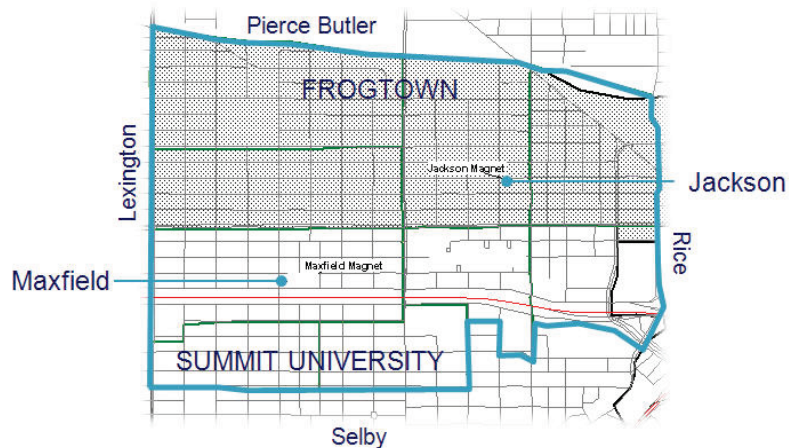 Pierce Butler
FROGTOWN
Lexington
Jackson Magnet
Jackson
Rice
Maxfield
Maxfield Magnet
SUMMIT UNIVERSITY
Selby